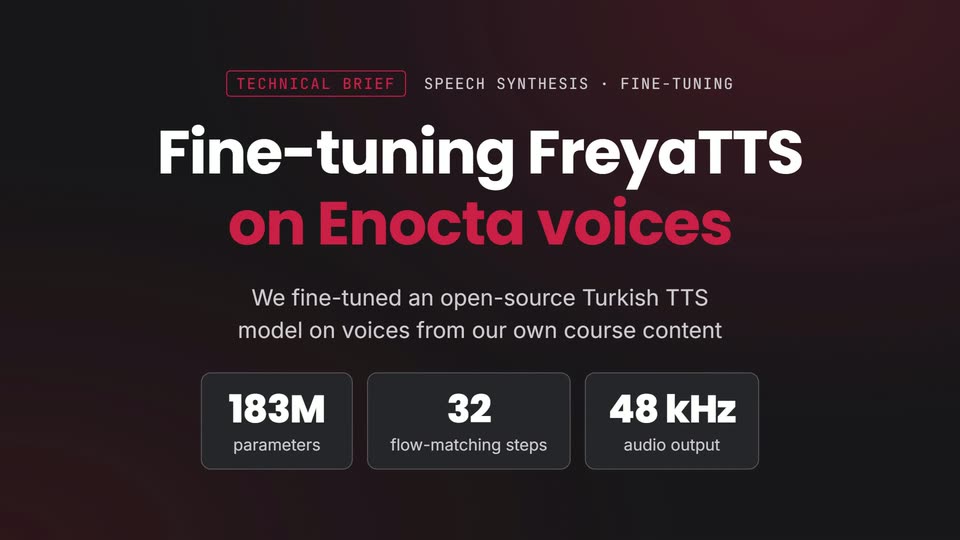 TECHNICAL BRIEF SPEECH SYNTHESIS · FINE-TUNING
Fine-tuning FreyaTTS
on Enocta voices
We fine-tuned an open-source Turkish TTS
model on voices from our own course content
183M 32 48 kHz
parameters flow-matching steps audio output